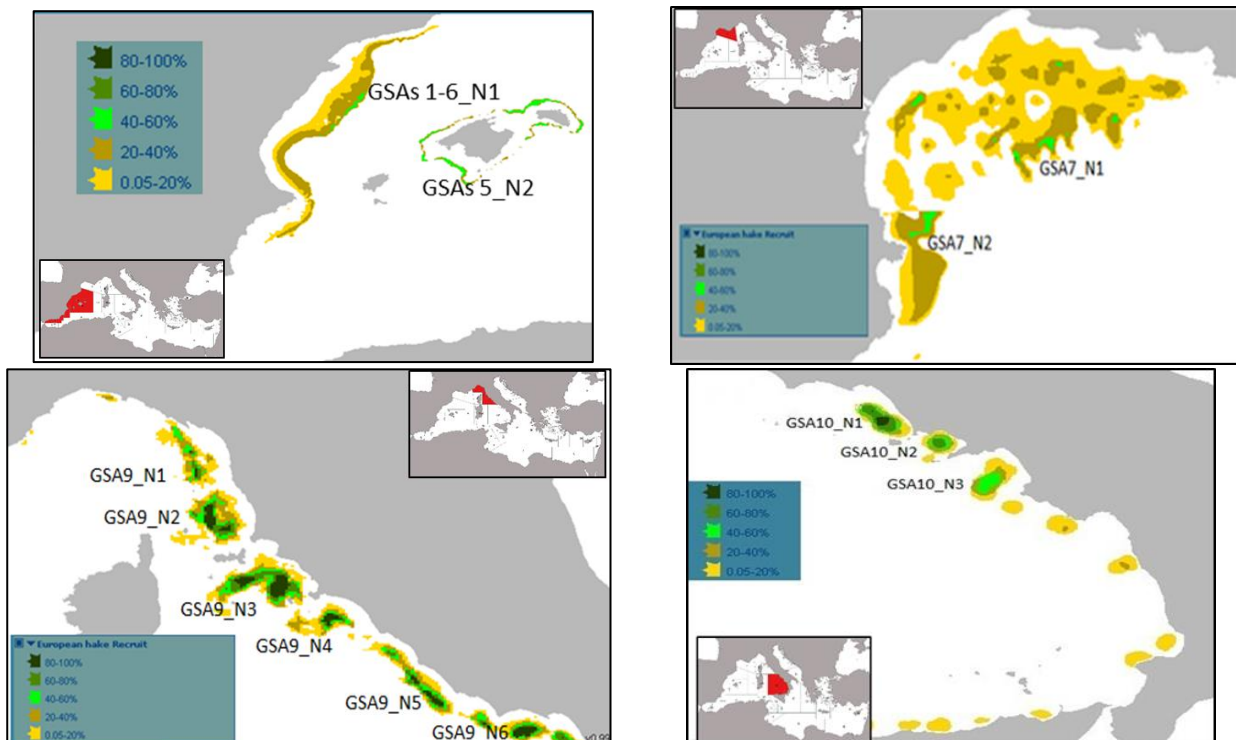 80-100%
60-80%
40-60%
20-40%
0.05-20%
GSAs 1-6_N1
GSAs 5_N2
GSA7_N1
GSA7_N2
European hake Recruit
80-100%
60-80%
40-60%
20-40%
0.05-20%
GSA9_N1
GSA9_N2
GSA9_N3
GSA9_N4
GSA9_N5
GSA9_N6
European hake Recruit
80-100%
60-80%
40-60%
20-40%
0.05-20%
GSA10_N1
GSA10_N2
GSA10_N3
80-100%
60-80%
40-60%
20-40%
0.05-20%